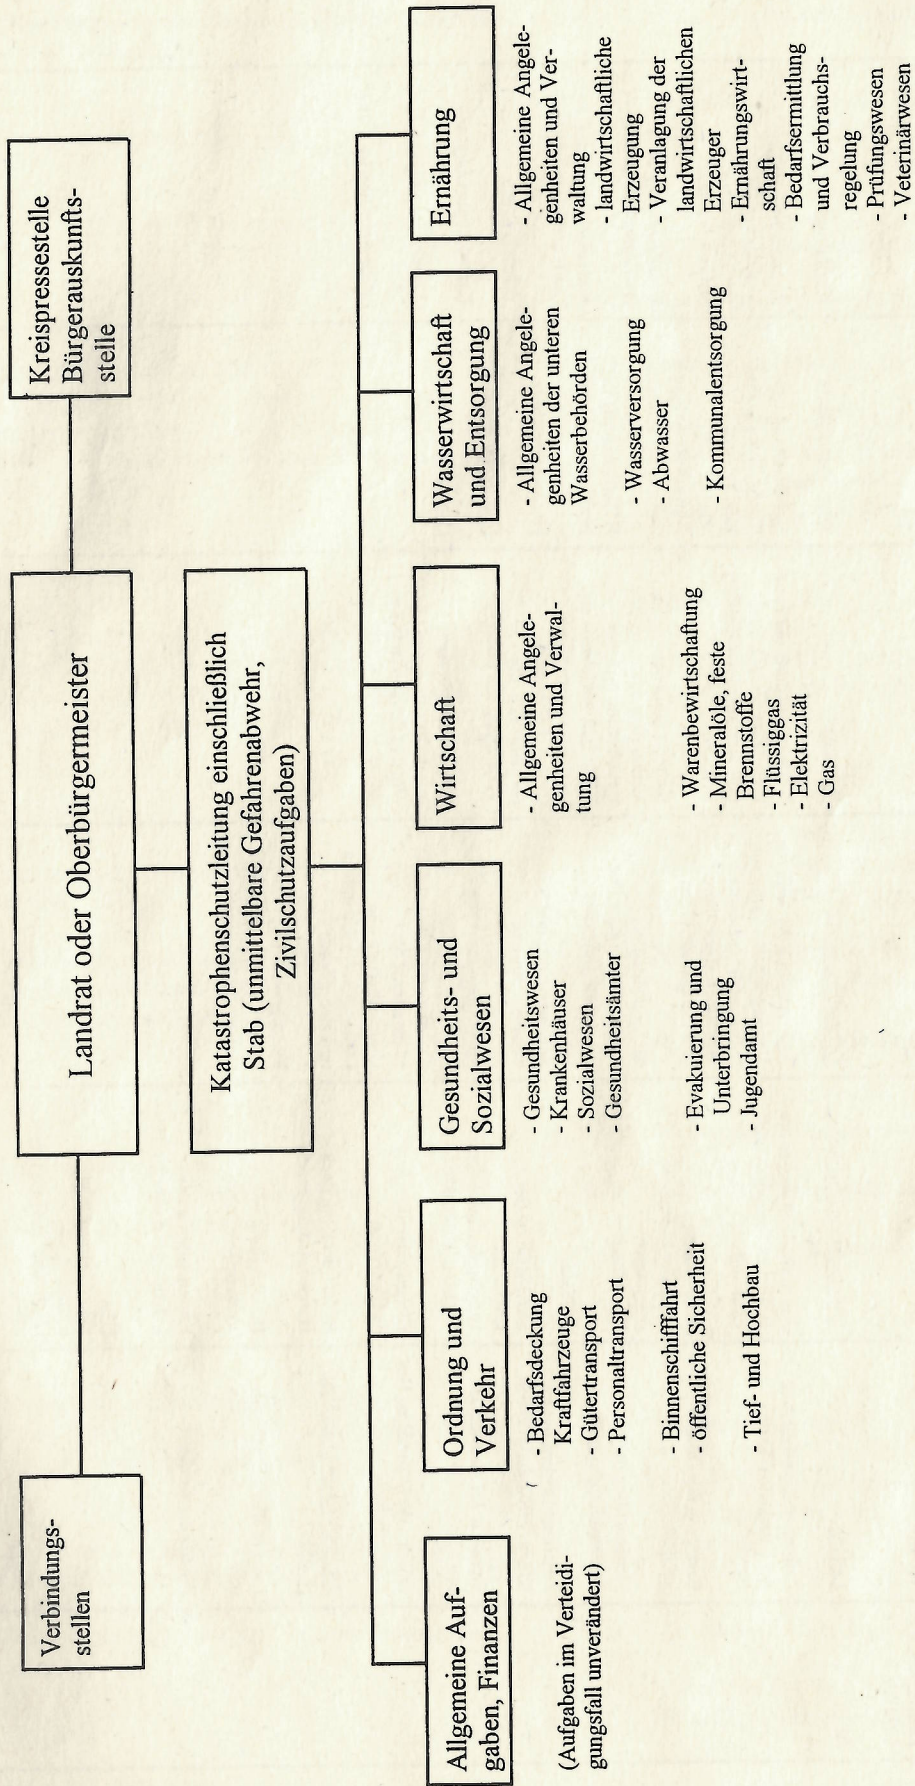 Verbindungs-
stellen
Landrat oder Oberbürgermeister
Kreispressestelle
Bürgerauskunfts-
stelle
Katastrophenschutzleitung einschließlich
Stab (unmittelbare Gefahrenabwehr,
Zivilschutzaufgaben)
Allgemeine Auf-
gaben, Finanzen
(Aufgaben im Verteidi-
gungsfall unverändert)
Ordnung und
Verkehr
- Bedarfsdeckung
Kraftfahrzeuge
- Gütertransport
- Personaltransport
- Binnenschifffahrt
- öffentliche Sicherheit
- Tief- und Hochbau
Gesundheits- und
Sozialwesen
- Gesundheitswesen
- Krankenhäuser
- Sozialwesen
- Gesundheitsämter
- Evakuierung und
Unterbringung
- Jugendamt
Wirtschaft
- Allgemeine Angele-
genheiten und Verwal-
tung
- Warenbewirtschaftung
- Mineralöle, feste
Brennstoffe
- Flüssiggas
- Elektrizität
- Gas
Wasserwirtschaft
und Entsorgung
- Allgemeine Angele-
genheiten der unteren
Wasserbehörden
- Wasserversorgung
- Abwasser
- Kommunalentsorgung
Ernährung
- Allgemeine Angele-
genheiten und Ver-
waltung
- landwirtschaftliche
Erzeugung
- Veranlagung der
landwirtschaftlichen
Erzeuger
- Ernährungswirt-
schaft
- Bedarfsermittlung
und Verbrauchs-
regelung
- Prüfungswesen
- Veterinärwesen